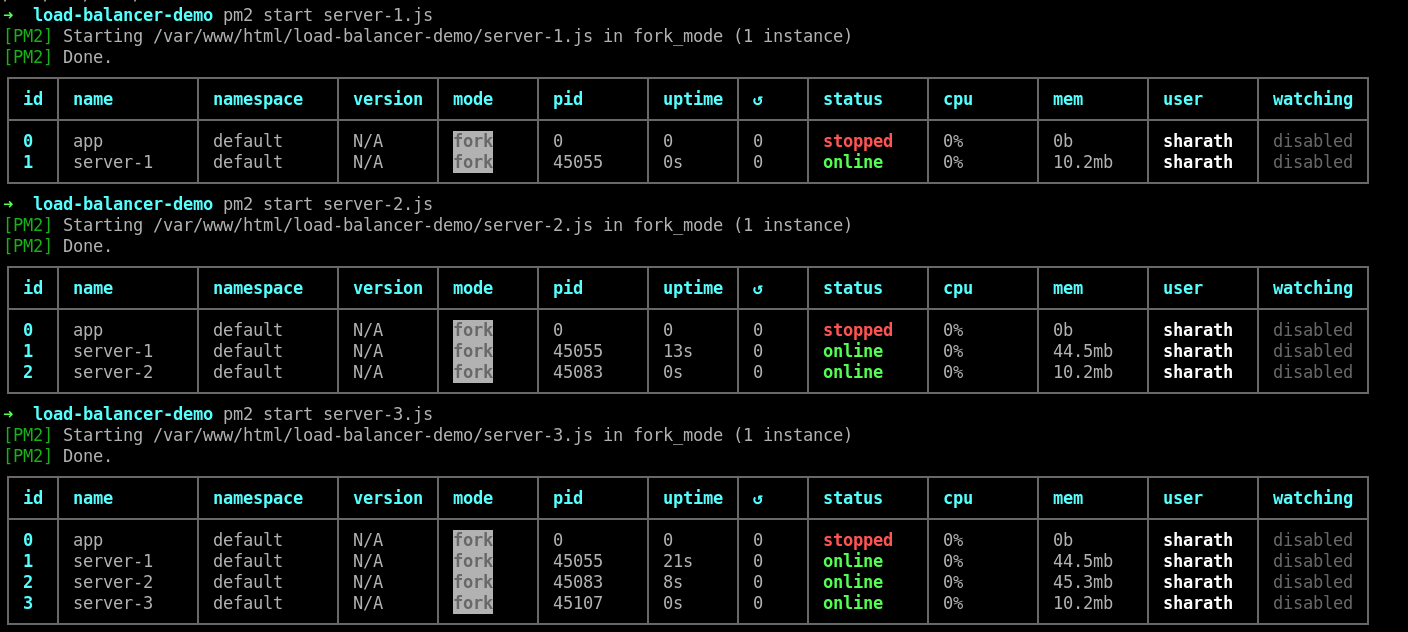 ➜  load-balancer-demo pm2 start server-1.js
[PM2] Starting /var/www/html/load-balancer-demo/server-1.js in fork_mode (1 instance)
[PM2] Done.
id name namespace version mode pid uptime ↺ status cpu mem user watching
0 app default N/A fork 0 0 0 stopped 0% 0b sharath disabled
1 server-1 default N/A fork 45055 0s 0 online 0% 10.2mb sharath disabled
➜  load-balancer-demo pm2 start server-2.js
[PM2] Starting /var/www/html/load-balancer-demo/server-2.js in fork_mode (1 instance)
[PM2] Done.
id name namespace version mode pid uptime ↺ status cpu mem user watching
0 app default N/A fork 0 0 0 stopped 0% 0b sharath disabled
1 server-1 default N/A fork 45055 13s 0 online 0% 44.5mb sharath disabled
2 server-2 default N/A fork 45083 0s 0 online 0% 10.2mb sharath disabled
➜  load-balancer-demo pm2 start server-3.js
[PM2] Starting /var/www/html/load-balancer-demo/server-3.js in fork_mode (1 instance)
[PM2] Done.
id name namespace version mode pid uptime ↺ status cpu mem user watching
0 app default N/A fork 0 0 0 stopped 0% 0b sharath disabled
1 server-1 default N/A fork 45055 21s 0 online 0% 44.5mb sharath disabled
2 server-2 default N/A fork 45083 8s 0 online 0% 45.3mb sharath disabled
3 server-3 default N/A fork 45107 0s 0 online 0% 10.2mb sharath disabled